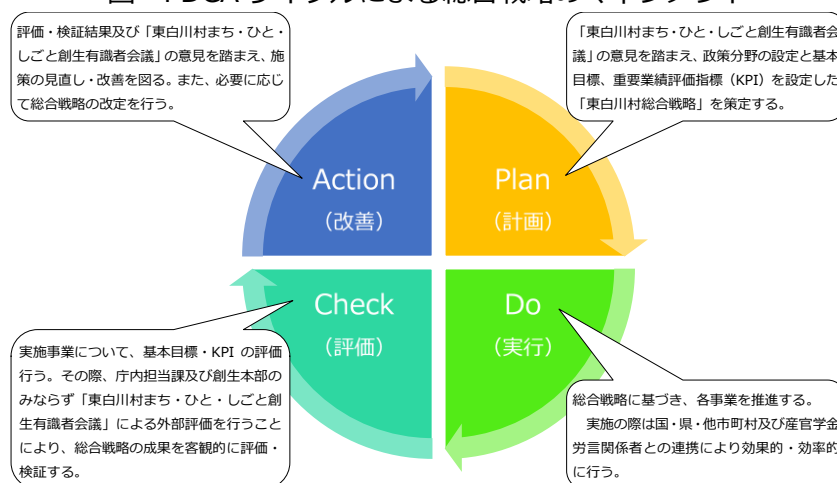 評価・検証結果及び「東白川村まち・ひと・
しごと創生有識者会議」の意見を踏まえ、施
策の見直し・改善を図る。また、必要に応じ
て総合戦略の改定を行う。
「東白川村まち・ひと・しごと創生有識者会
議」の意見を踏まえ、政策分野の設定と基本
目標、重要業績評価指標（KPI）を設定した
「東白川村総合戦略」を策定する。
Action
（改善）
Plan
（計画）
Check
（評価）
Do
（実行）
実施事業について、基本目標・KPI の評価
行う。その際、庁内担当課及び創生本部の
みならず「東白川村まち・ひと・しごと創
生有識者会議」による外部評価を行うこと
により、総合戦略の成果を客観的に評価・
検証する。
総合戦略に基づき、各事業を推進する。
実施の際は国・県・他市町村及び産官学金
労言関係者との連携により効果的・効率的
に行う。